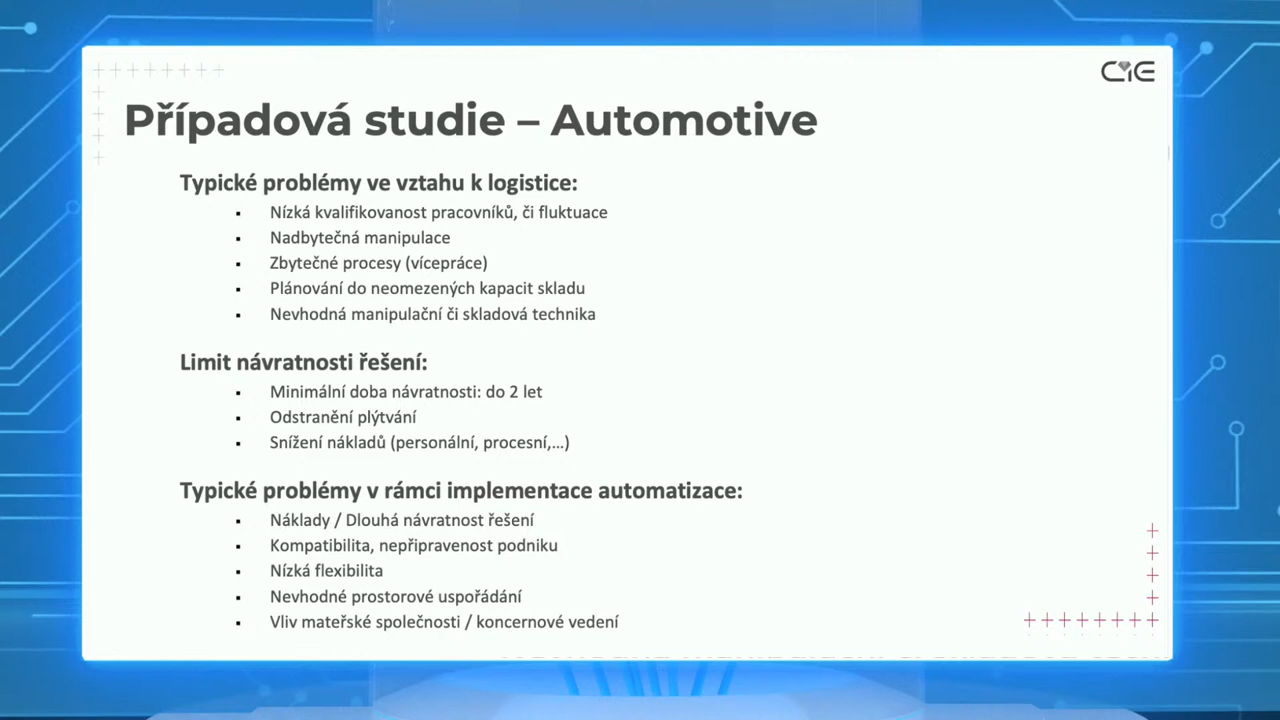 CIE
Případová studie – Automotive
Typické problémy ve vztahu k logistice:
▪ Nízká kvalifikovanost pracovníků, či fluktuace
▪ Nadbytečná manipulace
▪ Zbytečné procesy (vícepráce)
▪ Plánování do neomezených kapacit skladu
▪ Nevhodná manipulační či skladová technika
Limit návratnosti řešení:
▪ Minimální doba návratnosti: do 2 let
▪ Odstranění plýtvání
▪ Snížení nákladů (personální, procesní,...)
Typické problémy v rámci implementace automatizace:
▪ Náklady / Dlouhá návratnost řešení
▪ Kompatibilita, nepřipravenost podniku
▪ Nízká flexibilita
▪ Nevhodné prostorové uspořádání
▪ Vliv mateřské společnosti / koncernové vedení